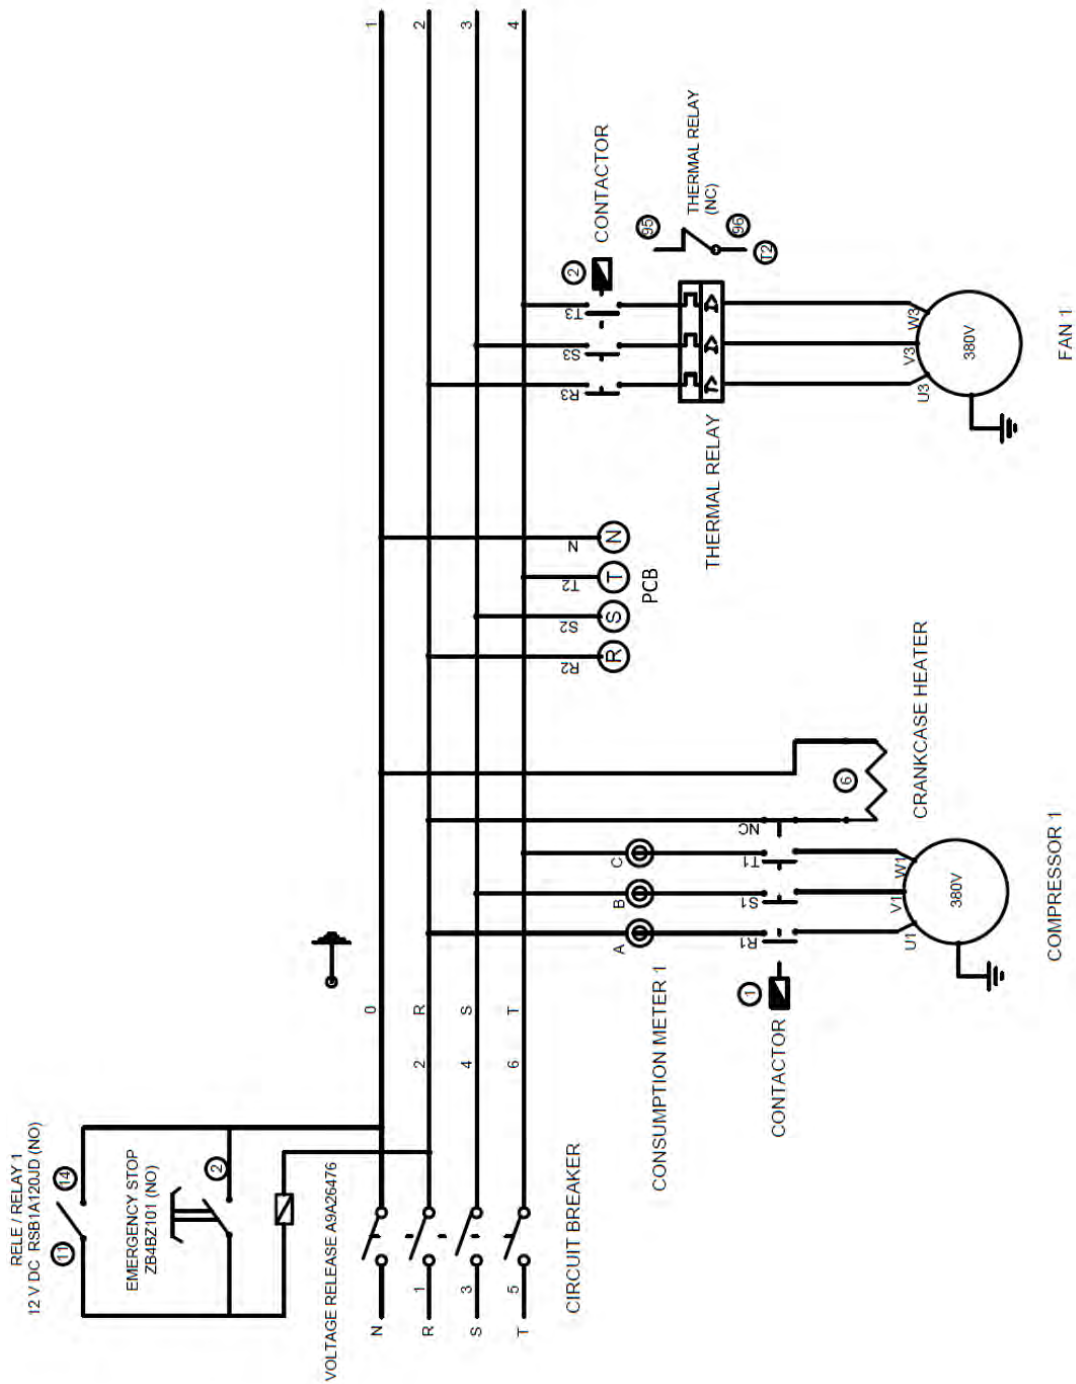 RELE / RELAY 1
12 V DC RSB1A120JD (NO)
11
14
EMERGENCY STOP
ZB4BZ101 (NO)
2
VOLTAGE RELEASE A9A26476
N
R
S
T
1
3
5
CIRCUIT BREAKER
2
4
6
0
R
S
T
1
2
3
4
CONSUMPTION METER 1
A
B
C
CONTACTOR
1
R1
S1
T1
NC
U1
V1
W1
380V
COMPRESSOR 1
6
CRANKCASE HEATER
R2
S2
T2
N
R
S
T
N
PCB
R3
S3
T3
2
CONTACTOR
THERMAL RELAY
95
96
T2
THERMAL RELAY
(NC)
U3
V3
W3
380V
FAN 1